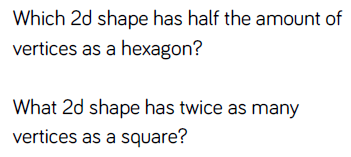 Which 2d shape has half the amount of
vertices as a hexagon?
What 2d shape has twice as many
vertices as a square?